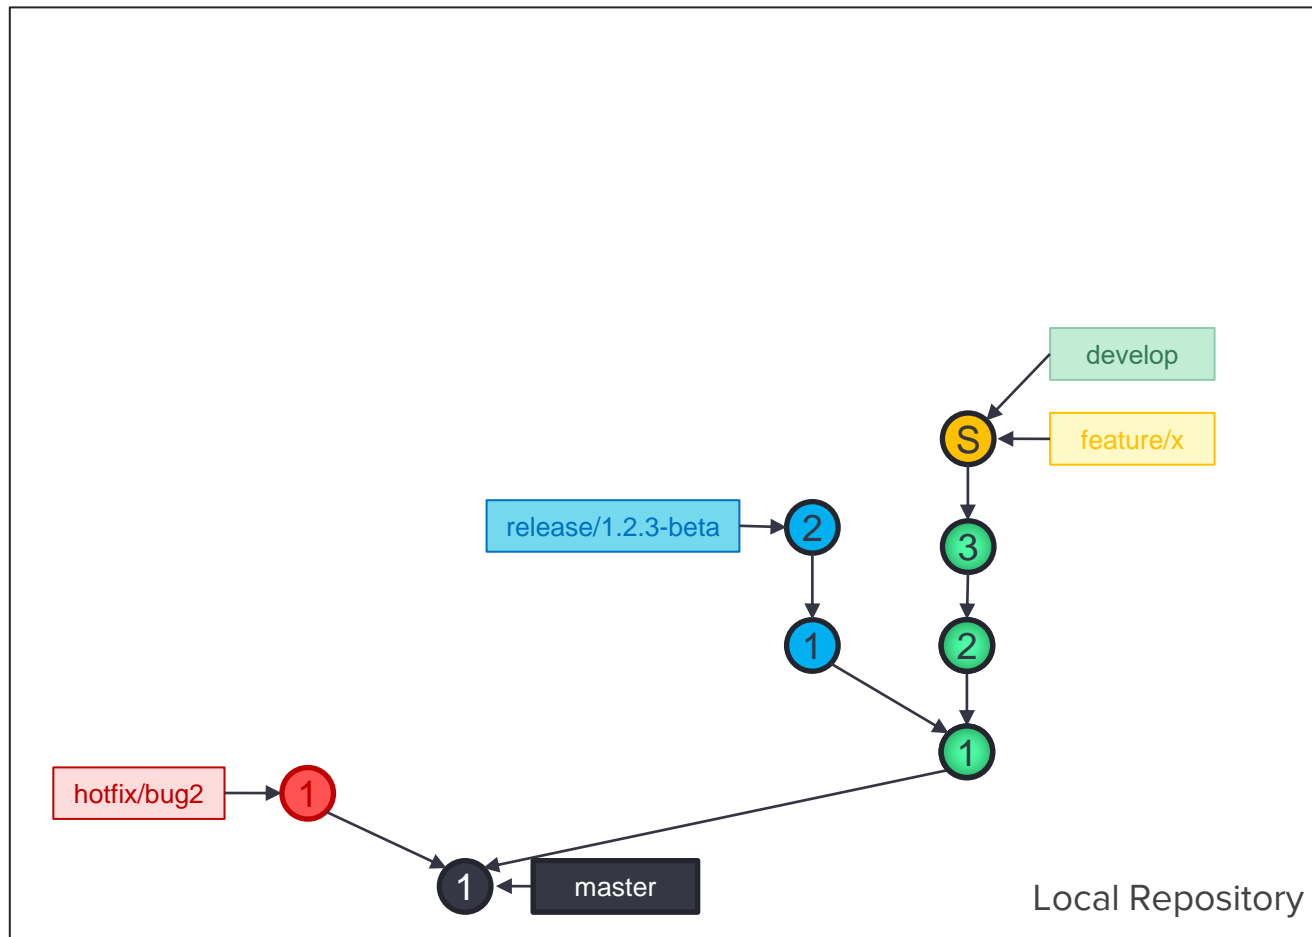 develop
S
feature/x
release/1.2.3-beta
2
3
1
2
1
hotfix/bug2
1
1
master
Local Repository